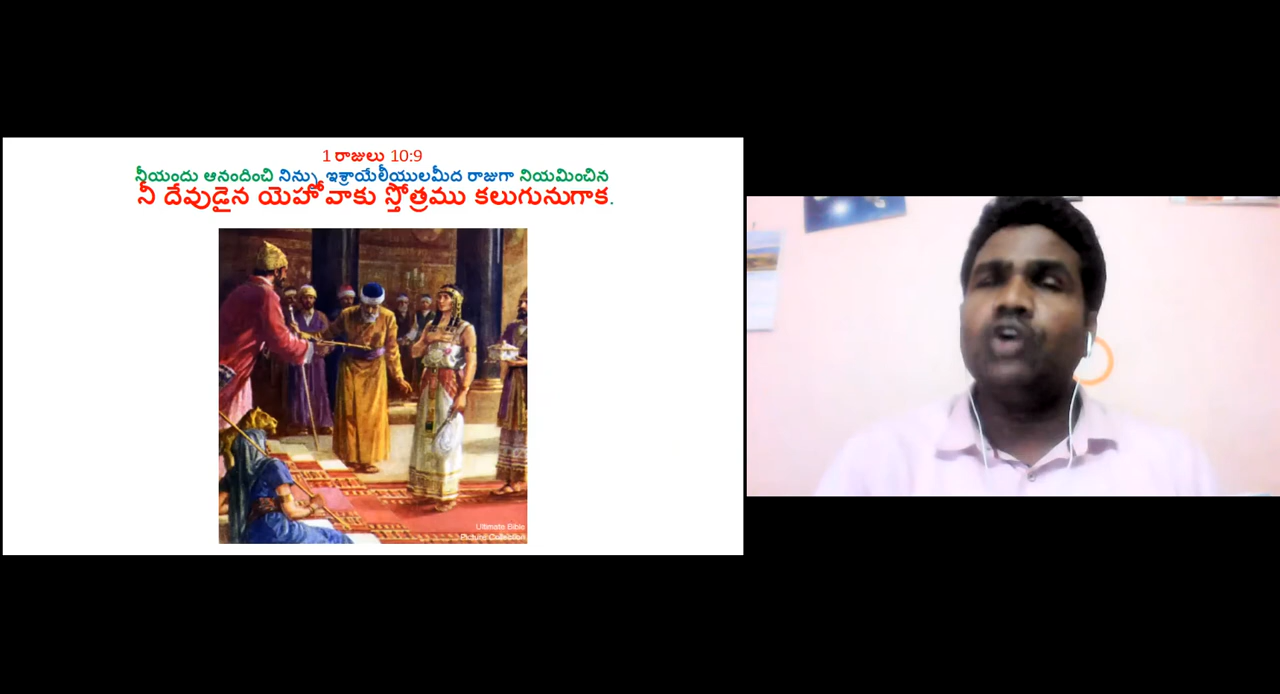 1 రాజులు 10:9
నీయందు ఆనందించి నిన్ను ఇశ్రాయేలీయులమీద రాజుగా నియమించిన
నీ దేవుడైన యెహోవాకు స్తోత్రము కలుగునుగాక.
Ultimate Bible
Picture Collection